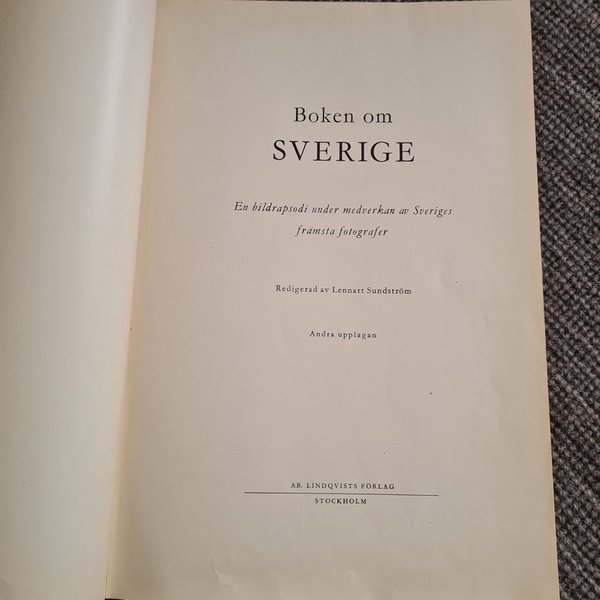 Boken om
SVERIGE
En bildrapsodi under medverkan av Sveriges
främsta fotografer
Redigerad av Lennart Sundström
Andra upplagan
AB. LINDQVISTS FÖRLAG
STOCKHOLM